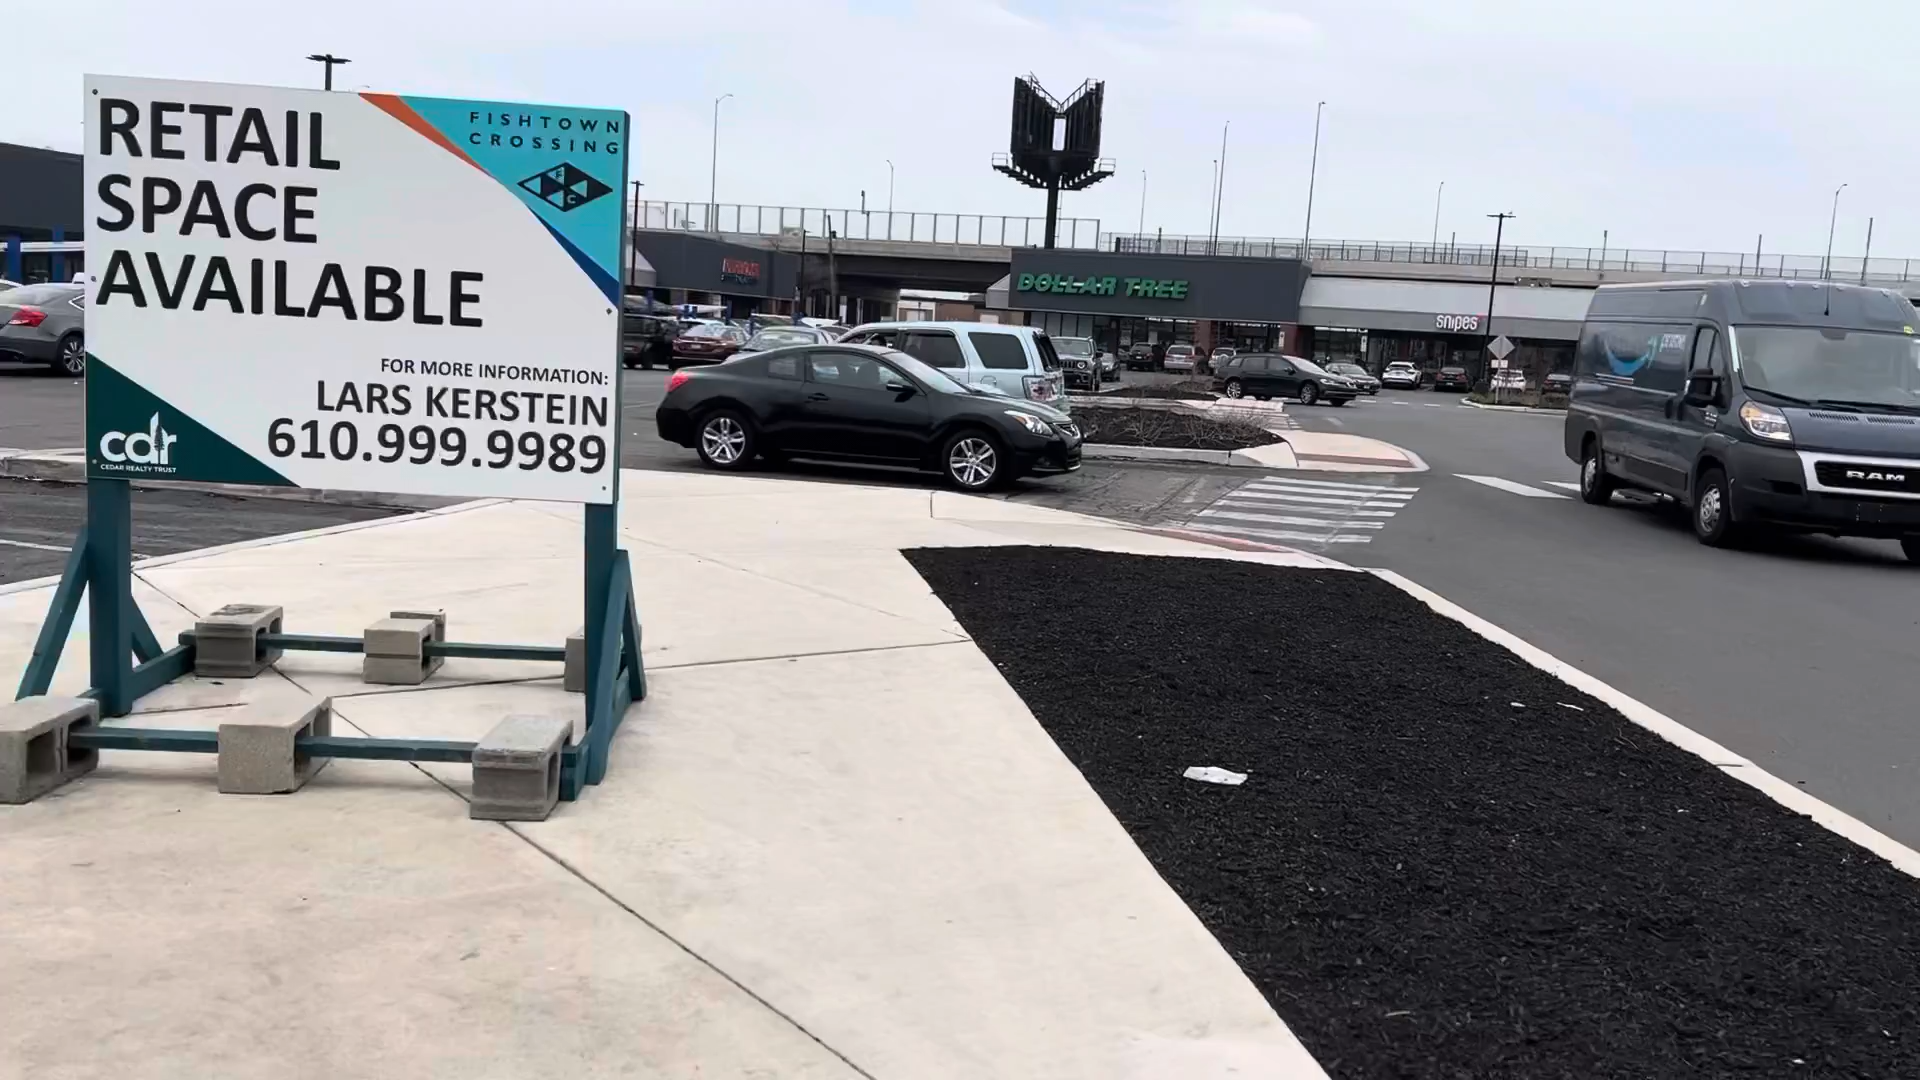 RETAIL
SPACE
AVAILABLE
FISHTOWN
CROSSING
F
C
FOR MORE INFORMATION:
LARS KERSTEIN
610.999.9989
cdr
CEDAR REALTY TRUST
DOLLAR TREE
snipes
prime
RAM